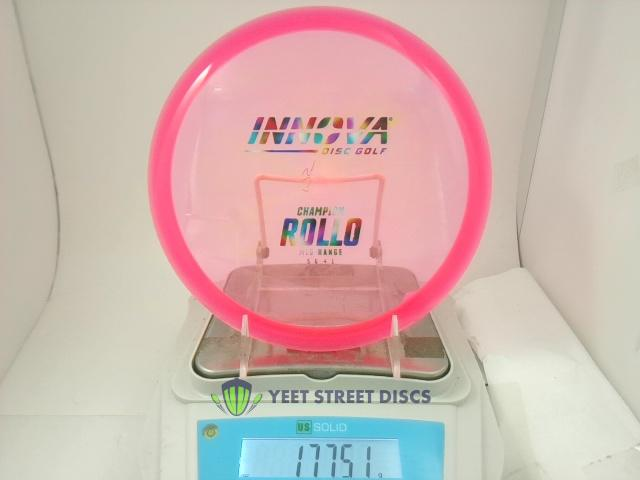 INNOVA
DISC GOLF
CHAMPION
ROLLO
MID-RANGE
YEET STREET DISCS
US SOLID
177.51 g